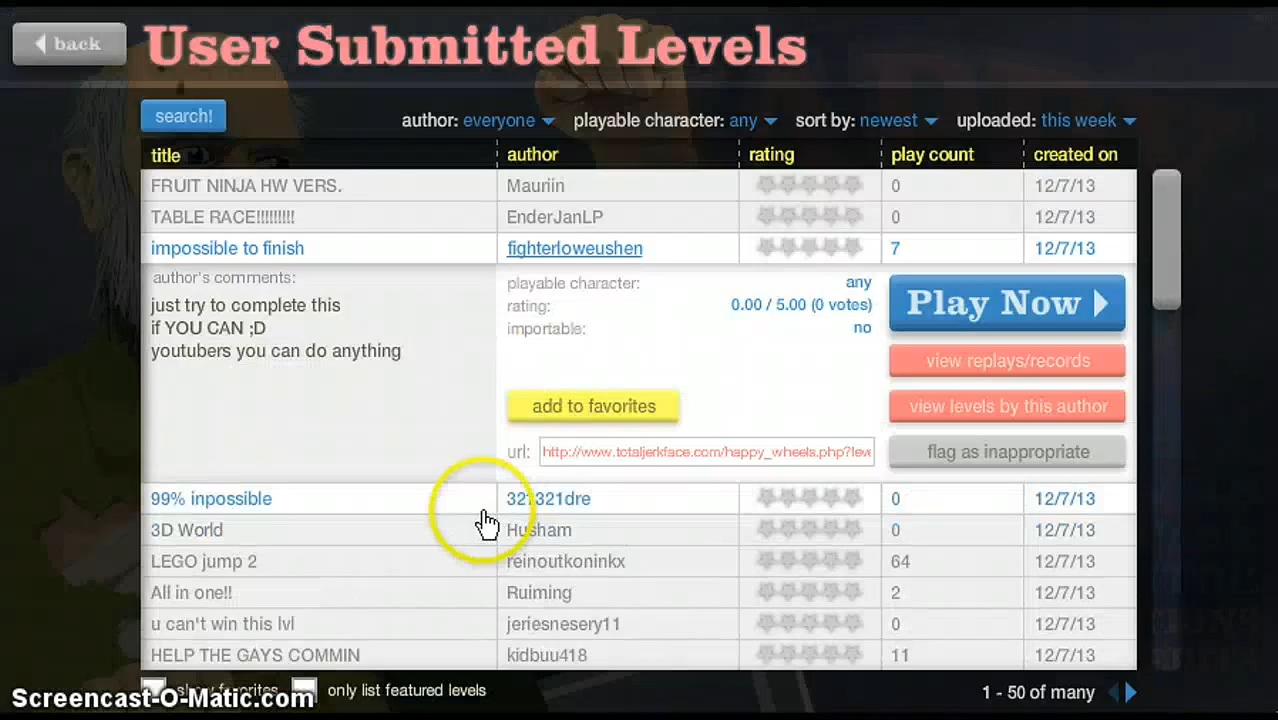 back
User Submitted Levels
search!
author: everyone playable character: any sort by: newest uploaded: this week
title author rating play count created on
FRUIT NINJA HW VERS. Mauriin 0 12/7/13
TABLE RACE!!!!!!!!! EnderJanLP 0 12/7/13
impossible to finish fighterloweushen 7 12/7/13
author's comments:
just try to complete this
if YOU CAN ;D
youtubers you can do anything
playable character: any
rating: 0.00 / 5.00 (0 votes)
importable: no
add to favorites
url: http://www.totaljerkface.com/happy_wheels.php?leve
Play Now
view replays/records
view levels by this author
flag as inappropriate
99% inpossible 321321dre 0 12/7/13
3D World Husham 0 12/7/13
LEGO jump 2 reinoutkoninkx 64 12/7/13
All in one!! Ruiming 2 12/7/13
u can't win this lvl jeriesnesery11 0 12/7/13
HELP THE GAYS COMMIN kidbuu418 11 12/7/13
favorites only list featured levels 1 - 50 of many
Screencast-O-Matic.com